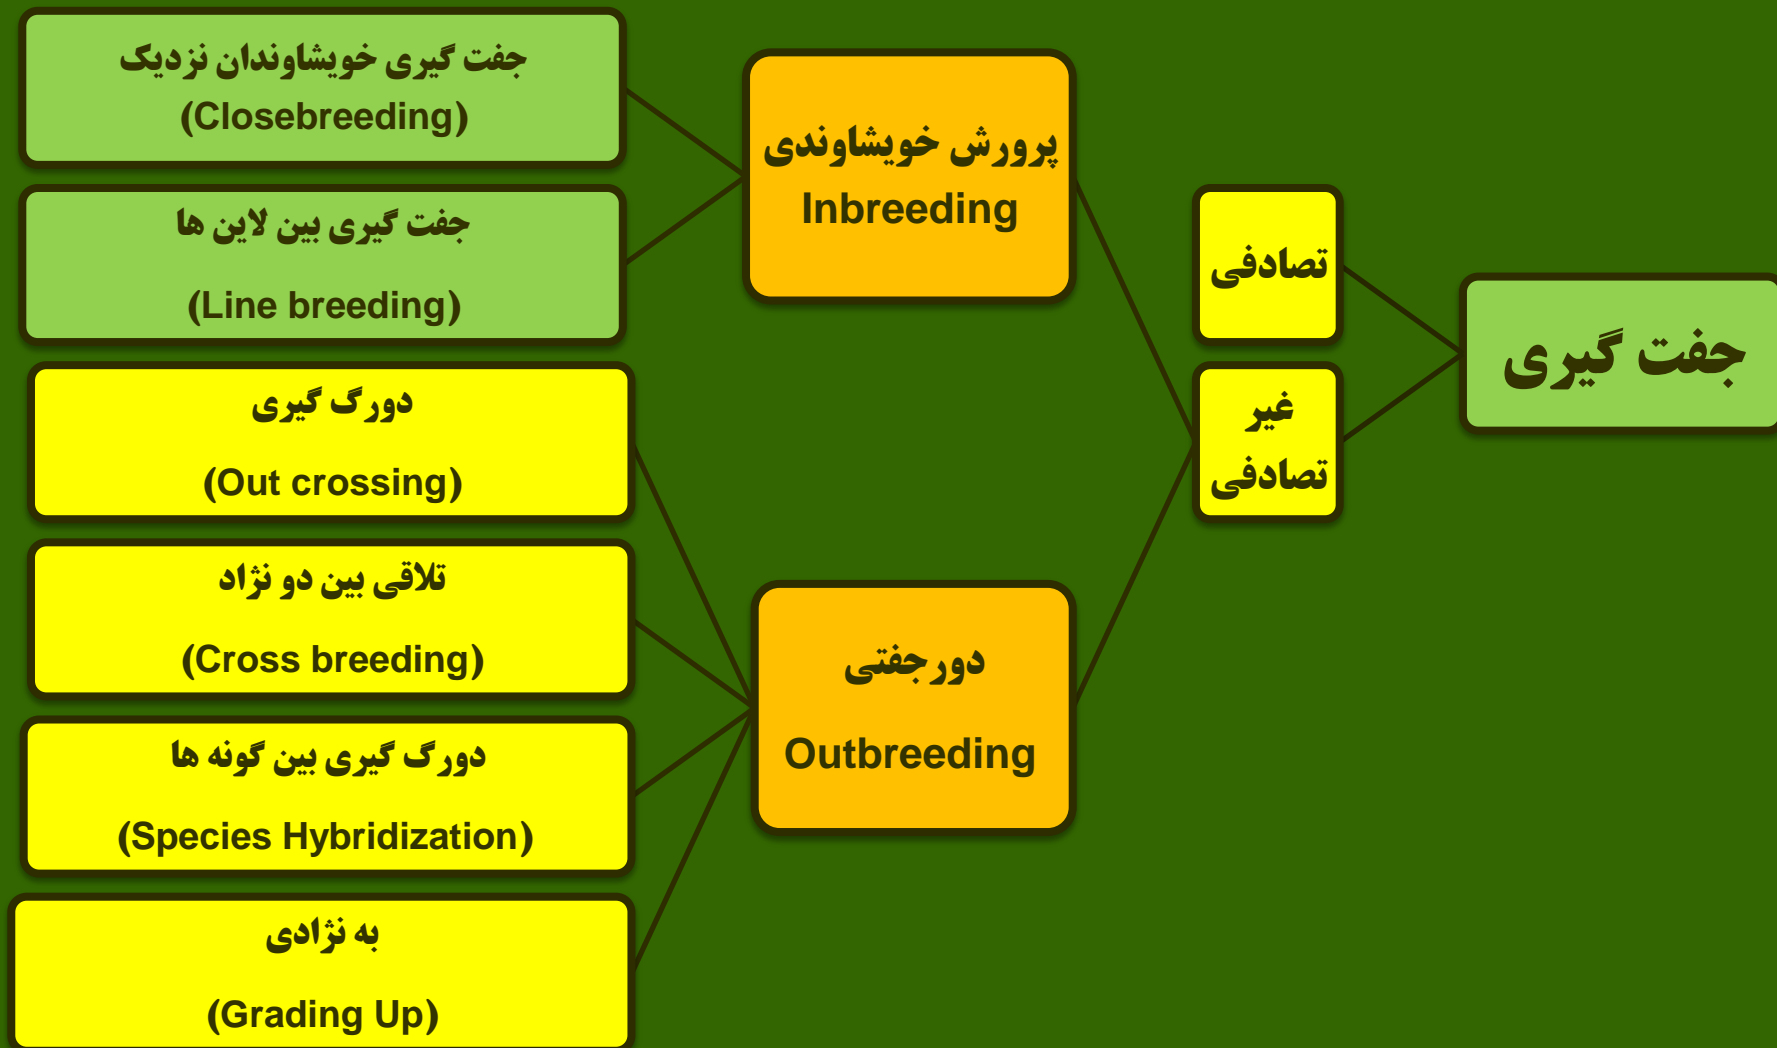 جفت گیری
تصادفی
غیر
تصادفی
پرورش خویشاوندی
Inbreeding
دورجفتی
Outbreeding
جفت گیری خویشاوندان نزدیک
(Closebreeding)
جفت گیری بین لاین ها
(Line breeding)
دورگ گیری
(Out crossing)
تلاقی بین دو نژاد
(Cross breeding)
دورگ گیری بین گونه ها
(Species Hybridization)
به نژادی
(Grading Up)